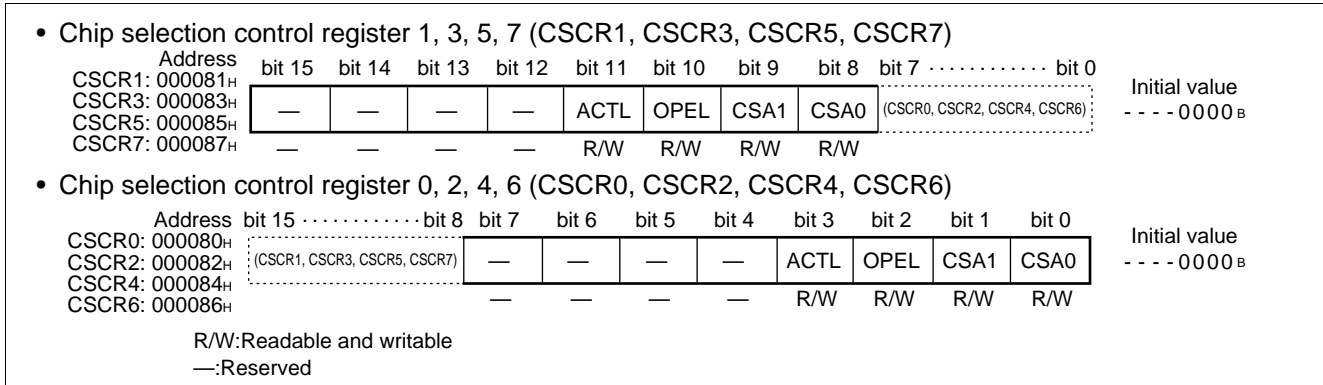 • Chip selection control register 1, 3, 5, 7 (CSCR1, CSCR3, CSCR5, CSCR7)
Address bit 15 bit 14 bit 13 bit 12 bit 11 bit 10 bit 9 bit 8 bit 7 · · · · · · · · · · · · bit 0
CSCR1: 000081H
CSCR3: 000083H
CSCR5: 000085H
CSCR7: 000087H
— — — — ACTL OPEL CSA1 CSA0 (CSCR0, CSCR2, CSCR4, CSCR6)
— — — — R/W R/W R/W R/W
Initial value
- - - - 0000 B
• Chip selection control register 0, 2, 4, 6 (CSCR0, CSCR2, CSCR4, CSCR6)
Address bit 15 · · · · · · · · · · · · bit 8 bit 7 bit 6 bit 5 bit 4 bit 3 bit 2 bit 1 bit 0
CSCR0: 000080H
CSCR2: 000082H
CSCR4: 000084H
CSCR6: 000086H
(CSCR1, CSCR3, CSCR5, CSCR7) — — — — ACTL OPEL CSA1 CSA0
— — — — R/W R/W R/W R/W
Initial value
- - - - 0000 B
R/W:Readable and writable
—:Reserved